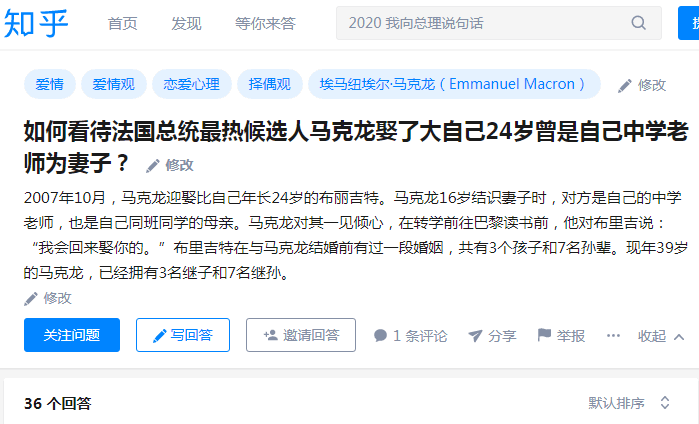 知乎 首页 发现 等你来答 2020 我向总理说句话
爱情 爱情观 恋爱心理 择偶观 埃马纽埃尔·马克龙（Emmanuel Macron） 修改
如何看待法国总统最热候选人马克龙娶了大自己24岁曾是自己中学老
师为妻子？ 修改
2007年10月，马克龙迎娶比自己年长24岁的布丽吉特。马克龙16岁结识妻子时，对方是自己的中学
老师，也是自己同班同学的母亲。马克龙对其一见倾心，在转学前往巴黎读书前，他对布里吉说：
“我会回来娶你的。”布里吉特在与马克龙结婚前有过一段婚姻，共有3个孩子和7名孙辈。现年39岁
的马克龙，已经拥有3名继子和7名继孙。
修改
关注问题 写回答 邀请回答 1 条评论 分享 举报 ··· 收起
36 个回答 默认排序